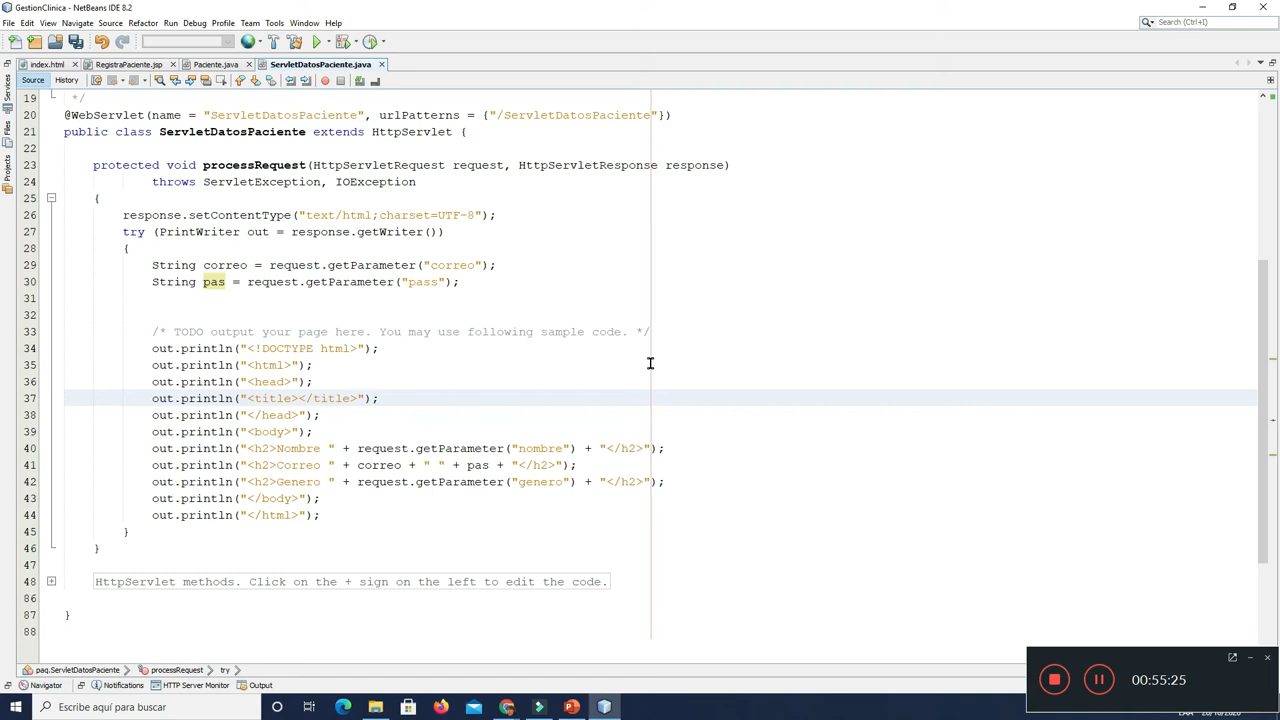 GestionClinica - NetBeans IDE 8.2
File Edit View Navigate Source Refactor Run Debug Profile Team Tools Window Help
Search (Ctrl+I)
index.html RegistraPaciente.jsp Paciente.java ServletDatosPaciente.java
Source History
Services
Files
Projects
19 */
20 @WebServlet(name = "ServletDatosPaciente", urlPatterns = {"/ServletDatosPaciente"})
21 public class ServletDatosPaciente extends HttpServlet {
22
23 protected void processRequest(HttpServletRequest request, HttpServletResponse response)
24 throws ServletException, IOException
25 {
26 response.setContentType("text/html;charset=UTF-8");
27 try (PrintWriter out = response.getWriter())
28 {
29 String correo = request.getParameter("correo");
30 String pas = request.getParameter("pass");
31
32
33 /* TODO output your page here. You may use following sample code. */
34 out.println("<!DOCTYPE html>");
35 out.println("<html>");
36 out.println("<head>");
37 out.println("<title></title>");
38 out.println("</head>");
39 out.println("<body>");
40 out.println("<h2>Nombre " + request.getParameter("nombre") + "</h2>");
41 out.println("<h2>Correo " + correo + " " + pas + "</h2>");
42 out.println("<h2>Genero " + request.getParameter("genero") + "</h2>");
43 out.println("</body>");
44 out.println("</html>");
45 }
46 }
47
48 HttpServlet methods. Click on the + sign on the left to edit the code.
86
87 }
88
paq.ServletDatosPaciente processRequest try
Navigator Notifications HTTP Server Monitor Output
00:55:25
Escribe aquí para buscar